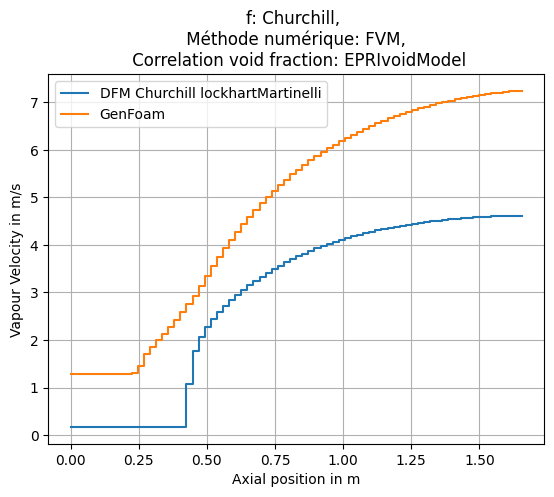 f: Churchill,
Méthode numérique: FVM,
Correlation void fraction: EPRIvoidModel
DFM Churchill lockhartMartinelli
GenFoam
Vapour Velocity in m/s
7
6
5
4
3
2
1
0
0.00 0.25 0.50 0.75 1.00 1.25 1.50
Axial position in m